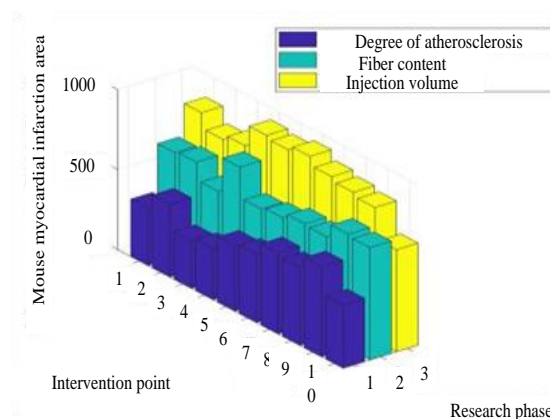 Degree of atherosclerosis
Fiber content
Injection volume
Mouse myocardial infarction area
1000
500
0
1
2
3
4
5
6
7
8
9
1
0
1
2
3
Intervention point
Research phase